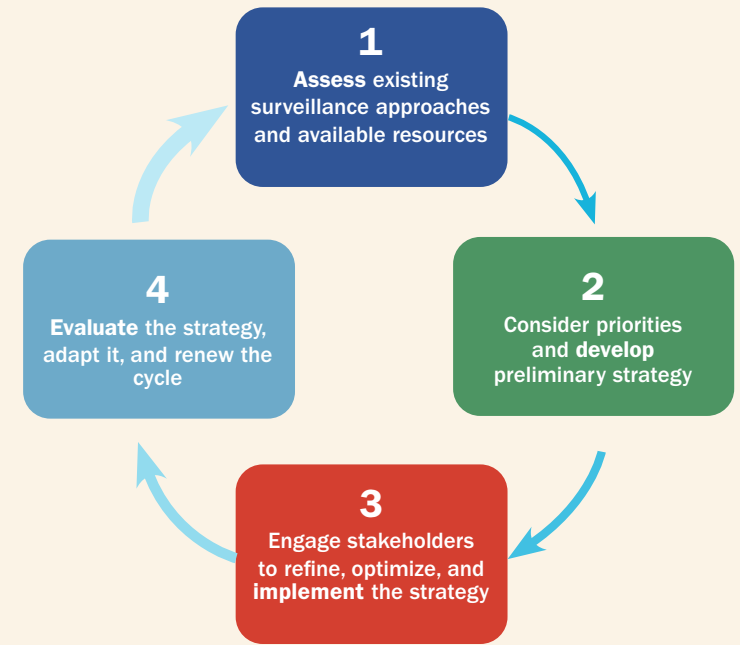 1
Assess existing
surveillance approaches
and available resources
2
Consider priorities
and develop
preliminary strategy
3
Engage stakeholders
to refine, optimize, and
implement the strategy
4
Evaluate the strategy,
adapt it, and renew the
cycle